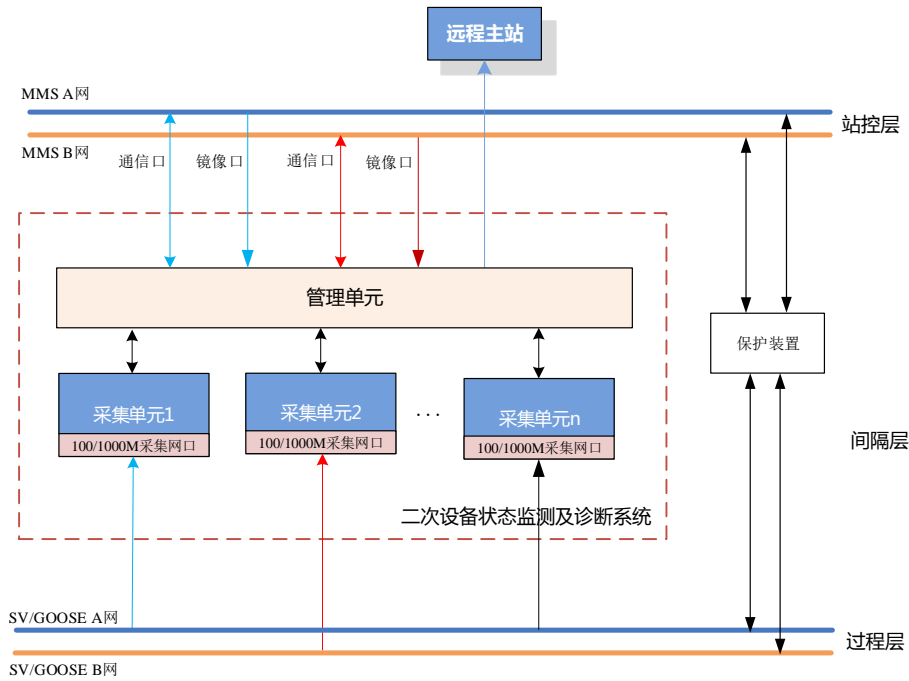 远程主站
MMS A网
站控层
MMS B网
通信口
镜像口
通信口
镜像口
管理单元
保护装置
采集单元1
采集单元2
...
采集单元n
100/1000M采集网口
100/1000M采集网口
100/1000M采集网口
间隔层
二次设备状态监测及诊断系统
SV/GOOSE A网
过程层
SV/GOOSE B网